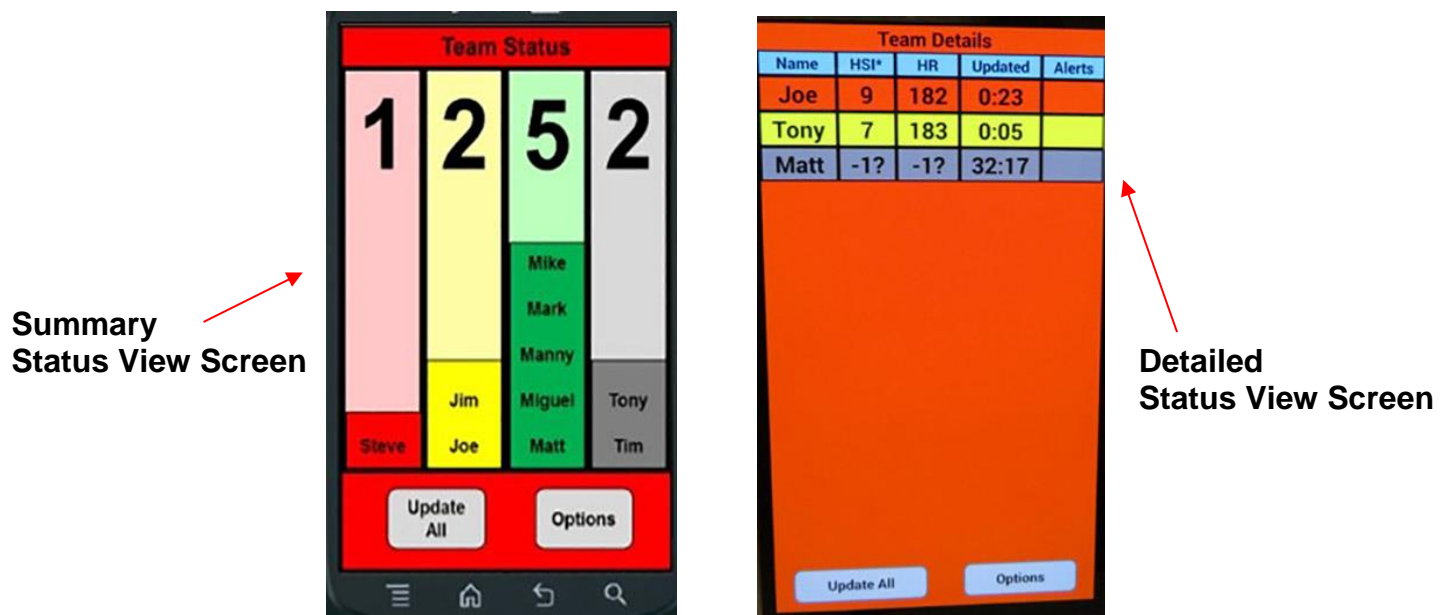 Team Status
1 2 5 2
Mike
Mark
Manny
Jim Miguel Tony
Steve Joe Matt Tim
Update
All
Options
Summary
Status View Screen
Team Details
Name HSI* HR Updated Alerts
Joe 9 182 0:23
Tony 7 183 0:05
Matt -1? -1? 32:17
Update All Options
Detailed
Status View Screen